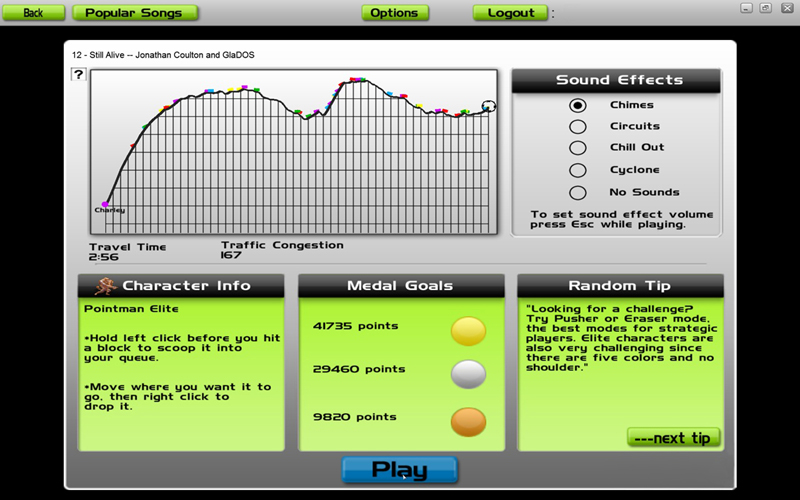 Back
Popular Songs
Options
Logout :
12 - Still Alive -- Jonathan Coulton and GlaDOS
?
Charley
Travel Time
2:56
Traffic Congestion
167
Sound Effects
Chimes
Circuits
Chill Out
Cyclone
No Sounds
To set sound effect volume
press Esc while playing.
Character Info
Pointman Elite
•Hold left click before you hit
a block to scoop it into
your queue.
•Move where you want it to
go, then right click to
drop it.
Medal Goals
41735 points
29460 points
9820 points
Random Tip
"Looking for a challenge?
Try Pusher or Eraser mode,
the best modes for strategic
players. Elite characters are
also very challenging since
there are five colors and no
shoulder."
---next tip
Play